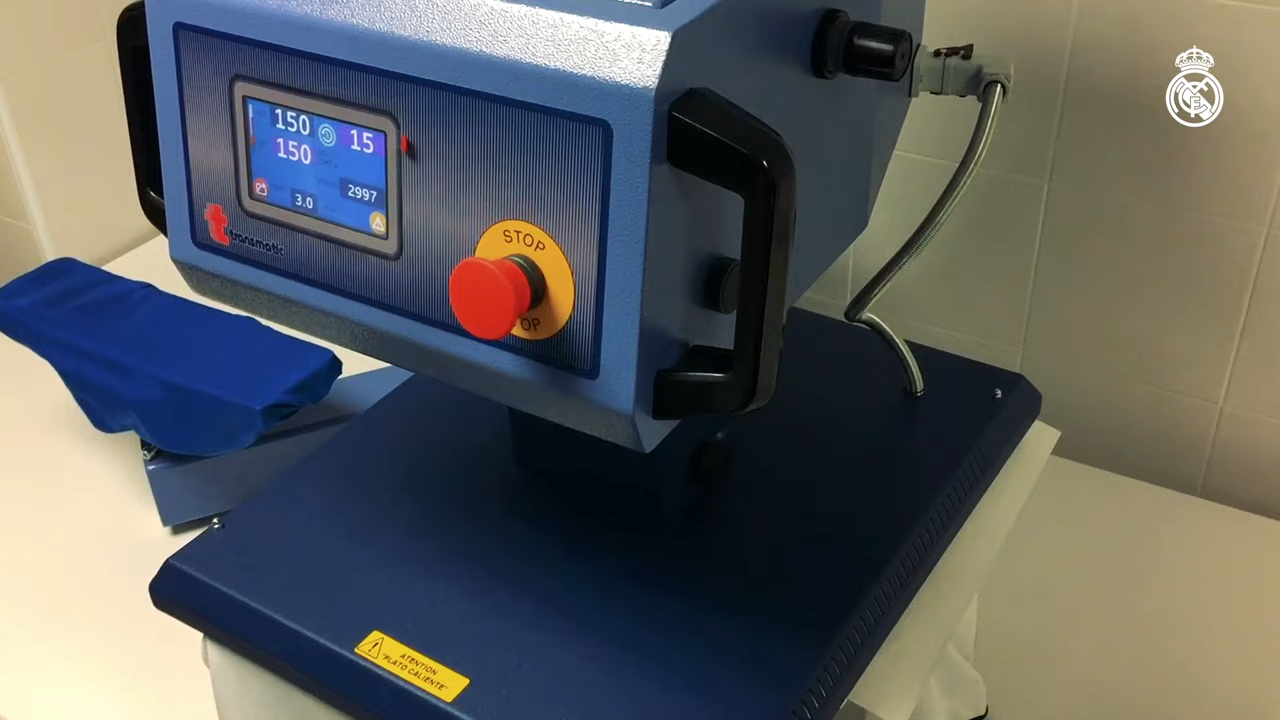 150 15
150
3.0 2997
transmatic
STOP
OP
ATENTION
"PLATO CALIENTE"